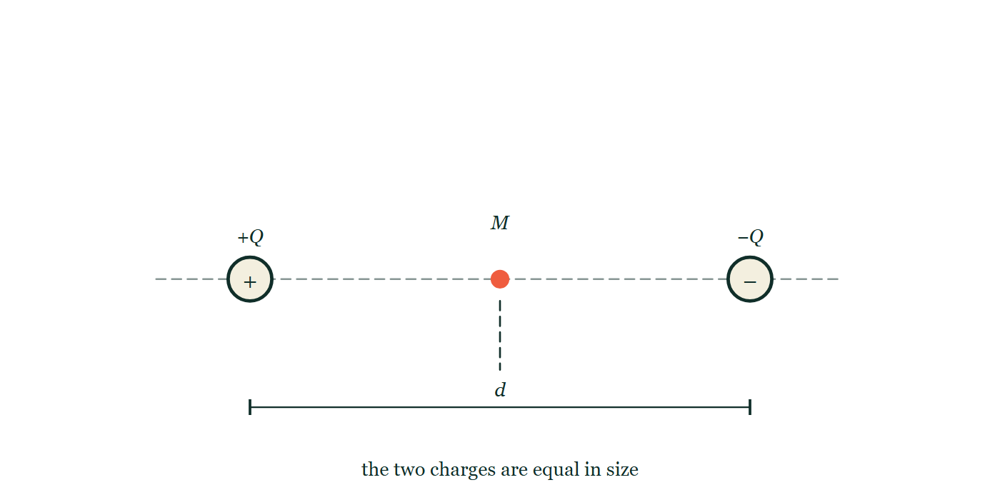 M
+Q
−Q
+
−
d
the two charges are equal in size